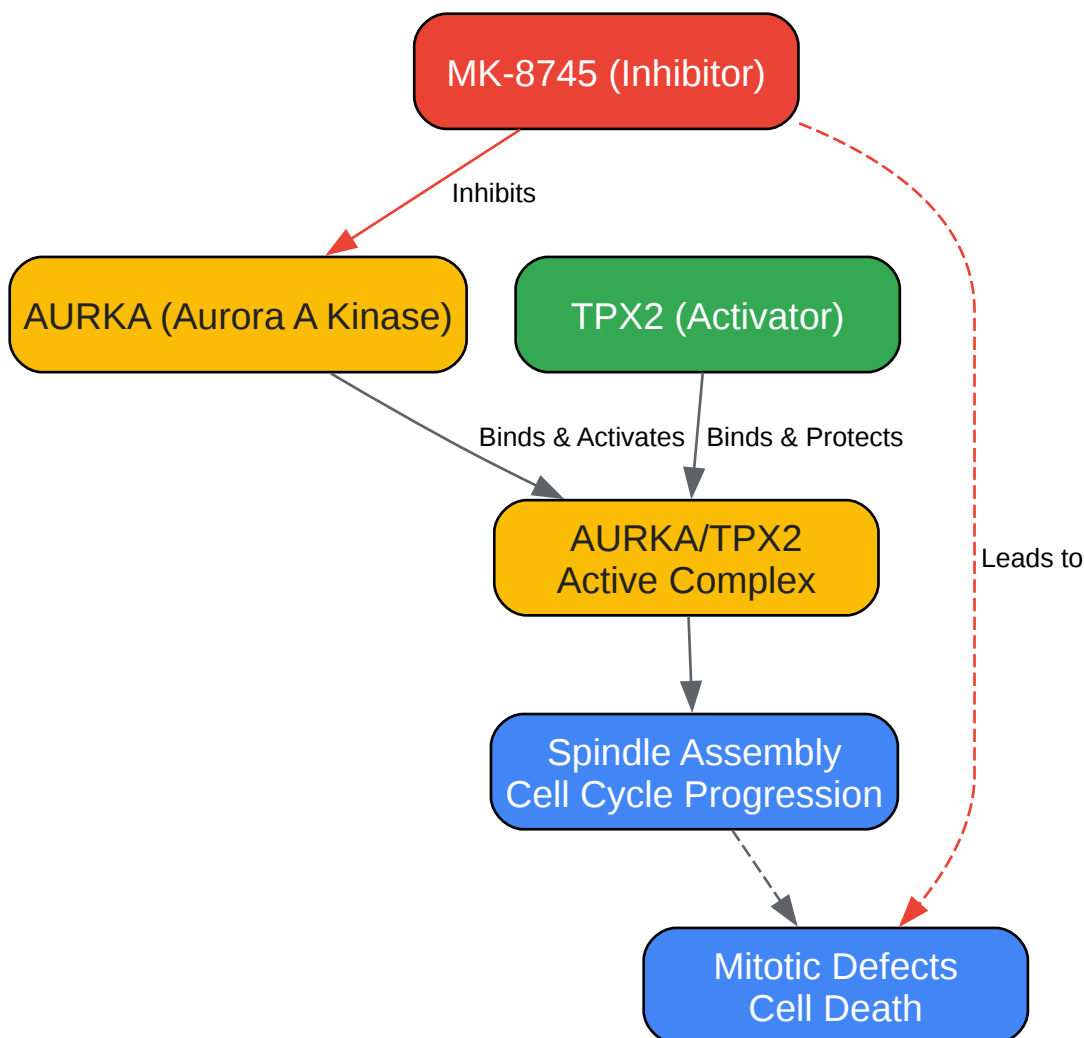 MK-8745 (Inhibitor)
Inhibits
AURKA (Aurora A Kinase)
TPX2 (Activator)
Binds & Activates
Binds & Protects
AURKA/TPX2
Active Complex
Leads to
Spindle Assembly
Cell Cycle Progression
Mitotic Defects
Cell Death